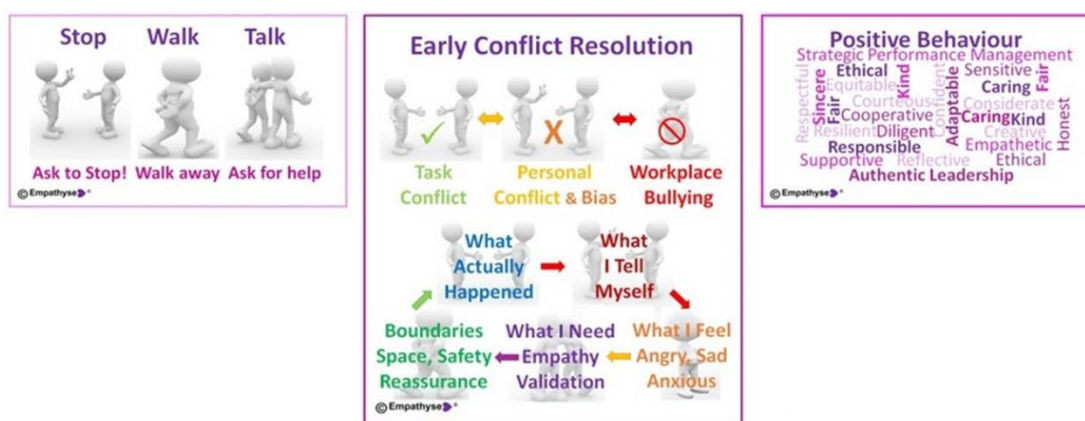 Stop Walk Talk
Ask to Stop! Walk away Ask for help
© Empathyse®
Early Conflict Resolution
X
Task Conflict
Personal Conflict & Bias
Workplace Bullying
What
Actually
Happened
What
I Tell
Myself
What I Feel
Angry, Sad
Anxious
What I Need
Empathy
Validation
Boundaries
Space, Safety
Reassurance
© Empathyse®
Positive Behaviour
Strategic Performance Management
Respectful
Sincere
Ethical
Equitable
Fair
Kind
Courteous
Cooperative
Confident
Adaptable
Sensitive
Caring
Fair
Considerate
Caring
Kind
Honest
Resilient
Diligent
Creative
Responsible
Empathetic
Supportive
Reflective
Ethical
Authentic Leadership
© Empathyse®